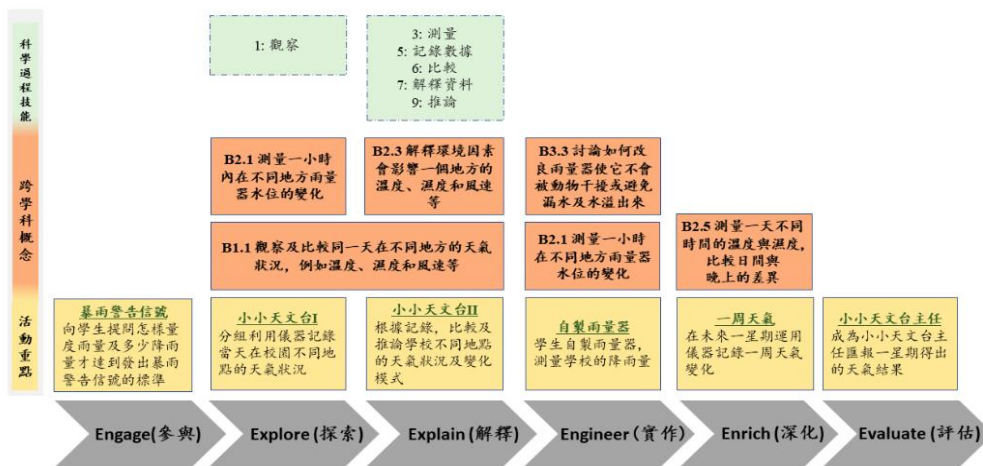 科學過程技能
1: 觀察
3: 測量
5: 記錄數據
6: 比較
7: 解釋資料
9: 推論
跨學科概念
B2.1 測量一小時
內在不同地方雨量
器水位的變化
B2.3 解釋環境因素
會影響一個地方的
溫度、濕度和風速
等
B3.3 討論如何改
良雨量器使它不會
被動物干擾或避免
漏水及水溢出來
B1.1 觀察及比較同一天在不同地方的天氣
狀況，例如溫度、濕度和風速等
B2.1 測量一小時
在不同地方雨量器
水位的變化
B2.5 測量一天不同
時間的溫度與濕度，
比較日間與
晚上的差異
活動重點
暴雨警告信號
向學生提問怎樣量
度雨量及多少降雨
量才達到發出暴雨
警告信號的標準
小小天文台I
分組利用儀器記錄
當天在校園不同地
點的天氣狀況
小小天文台II
根據記錄，比較及
推論學校不同地點
的天氣狀況及變化
模式
自製雨量器
學生自製雨量器，
測量學校的降雨量
一周天氣
在未來一星期運用
儀器記錄一周天氣
變化
小小天文台主任
成為小小天文台主
任匯報一星期得出
的天氣結果
Engage(參與)
Explore (探索)
Explain (解釋)
Engineer (實作)
Enrich (深化)
Evaluate (評估)